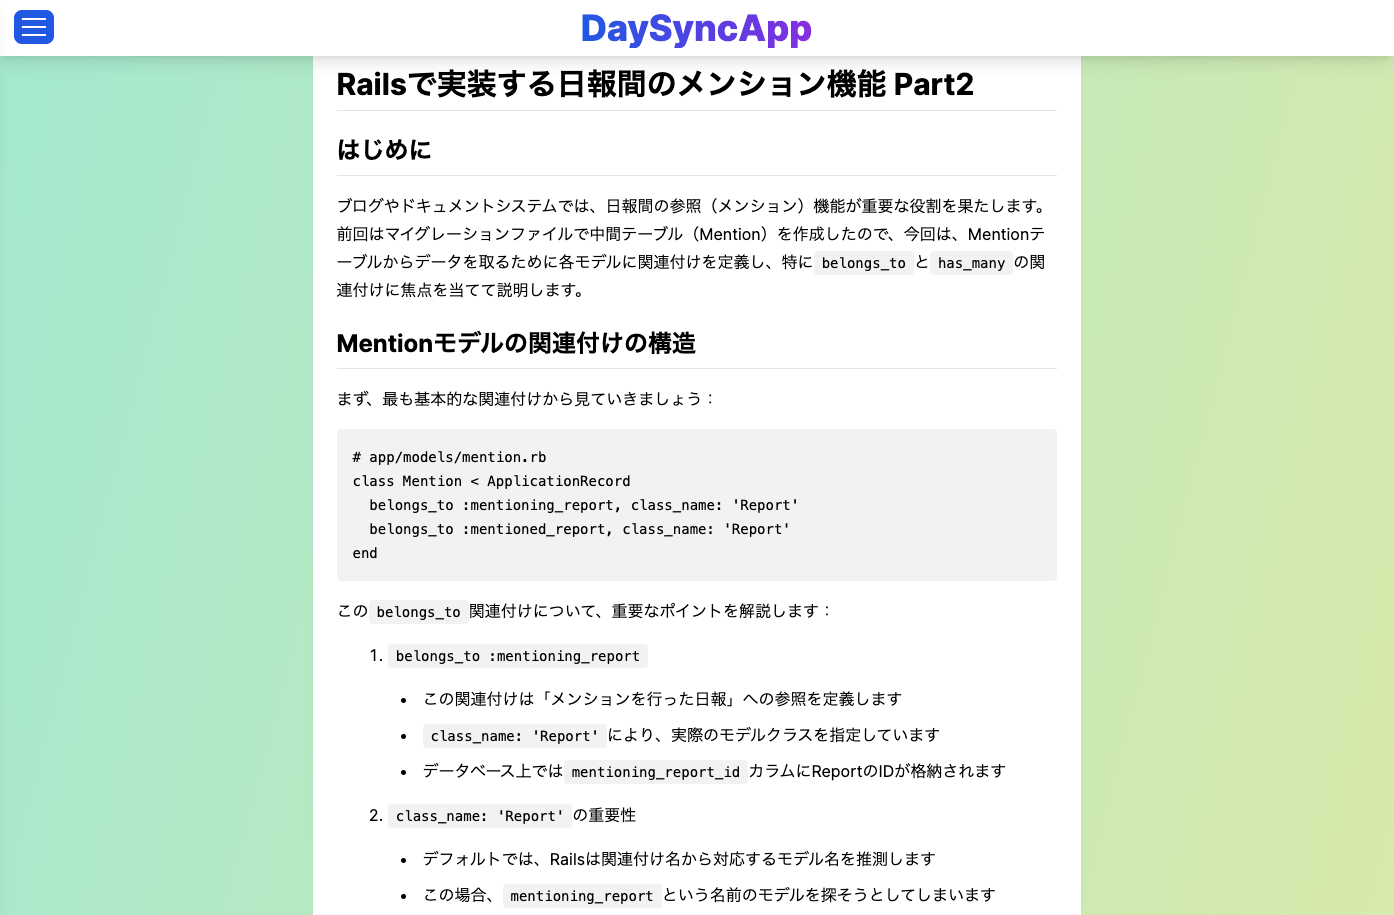 DaySyncApp
Railsで実装する日報間のメンション機能 Part2
はじめに
ブログやドキュメントシステムでは、日報間の参照（メンション）機能が重要な役割を果たします。
前回はマイグレーションファイルで中間テーブル（Mention）を作成したので、今回は、Mentionテ
ーブルからデータを取るために各モデルに関連付けを定義し、特に belongs_to と has_many の関
連付けに焦点を当てて説明します。
Mentionモデルの関連付けの構造
まず、最も基本的な関連付けから見ていきましょう：
# app/models/mention.rb
class Mention < ApplicationRecord
  belongs_to :mentioning_report, class_name: 'Report'
  belongs_to :mentioned_report, class_name: 'Report'
end
この belongs_to 関連付けについて、重要なポイントを解説します：
1. belongs_to :mentioning_report
• この関連付けは「メンションを行った日報」への参照を定義します
• class_name: 'Report' により、実際のモデルクラスを指定しています
• データベース上では mentioning_report_id カラムにReportのIDが格納されます
2. class_name: 'Report' の重要性
• デフォルトでは、Railsは関連付け名から対応するモデル名を推測します
• この場合、 mentioning_report という名前のモデルを探そうとしてしまいます